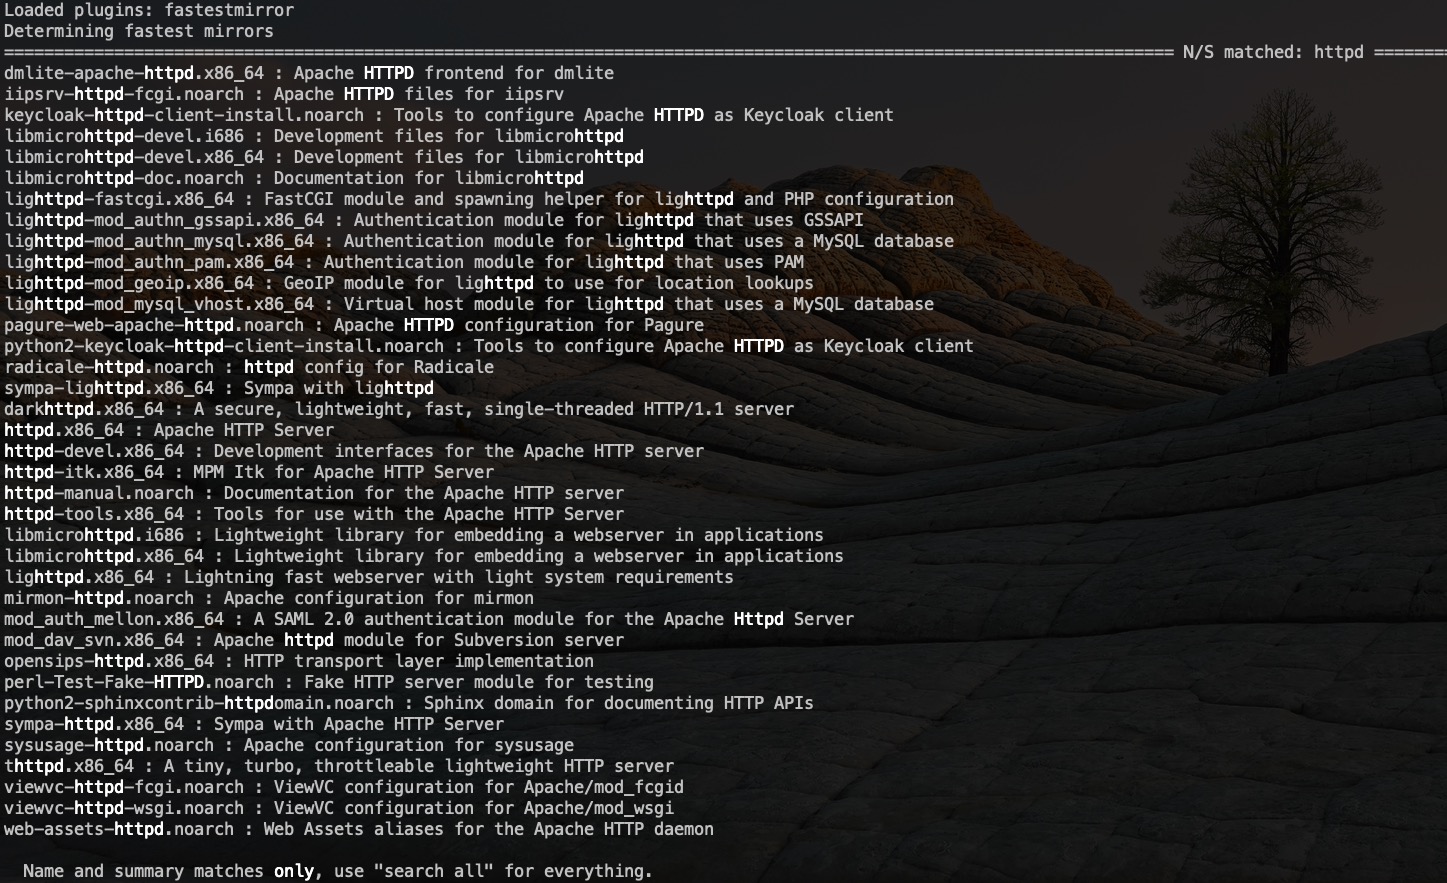 Loaded plugins: fastestmirror
Determining fastest mirrors
===================================================================================================================== N/S matched: httpd ========
dmlite-apache-httpd.x86_64 : Apache HTTPD frontend for dmlite
iipsrv-httpd-fcgi.noarch : Apache HTTPD files for iipsrv
keycloak-httpd-client-install.noarch : Tools to configure Apache HTTPD as Keycloak client
libmicrohttpd-devel.i686 : Development files for libmicrohttpd
libmicrohttpd-devel.x86_64 : Development files for libmicrohttpd
libmicrohttpd-doc.noarch : Documentation for libmicrohttpd
lighttpd-fastcgi.x86_64 : FastCGI module and spawning helper for lighttpd and PHP configuration
lighttpd-mod_authn_gssapi.x86_64 : Authentication module for lighttpd that uses GSSAPI
lighttpd-mod_authn_mysql.x86_64 : Authentication module for lighttpd that uses a MySQL database
lighttpd-mod_authn_pam.x86_64 : Authentication module for lighttpd that uses PAM
lighttpd-mod_geoip.x86_64 : GeoIP module for lighttpd to use for location lookups
lighttpd-mod_mysql_vhost.x86_64 : Virtual host module for lighttpd that uses a MySQL database
pagure-web-apache-httpd.noarch : Apache HTTPD configuration for Pagure
python2-keycloak-httpd-client-install.noarch : Tools to configure Apache HTTPD as Keycloak client
radicale-httpd.noarch : httpd config for Radicale
sympa-lighttpd.x86_64 : Sympa with lighttpd
darkhttpd.x86_64 : A secure, lightweight, fast, single-threaded HTTP/1.1 server
httpd.x86_64 : Apache HTTP Server
httpd-devel.x86_64 : Development interfaces for the Apache HTTP server
httpd-itk.x86_64 : MPM Itk for Apache HTTP Server
httpd-manual.noarch : Documentation for the Apache HTTP server
httpd-tools.x86_64 : Tools for use with the Apache HTTP Server
libmicrohttpd.i686 : Lightweight library for embedding a webserver in applications
libmicrohttpd.x86_64 : Lightweight library for embedding a webserver in applications
lighttpd.x86_64 : Lightning fast webserver with light system requirements
mirmon-httpd.noarch : Apache configuration for mirmon
mod_auth_mellon.x86_64 : A SAML 2.0 authentication module for the Apache Httpd Server
mod_dav_svn.x86_64 : Apache httpd module for Subversion server
opensips-httpd.x86_64 : HTTP transport layer implementation
perl-Test-Fake-HTTPD.noarch : Fake HTTP server module for testing
python2-sphinxcontrib-httpdomain.noarch : Sphinx domain for documenting HTTP APIs
sympa-httpd.x86_64 : Sympa with Apache HTTP Server
sysusage-httpd.noarch : Apache configuration for sysusage
thttpd.x86_64 : A tiny, turbo, throttleable lightweight HTTP server
viewvc-httpd-fcgi.noarch : ViewVC configuration for Apache/mod_fcgid
viewvc-httpd-wsgi.noarch : ViewVC configuration for Apache/mod_wsgi
web-assets-httpd.noarch : Web Assets aliases for the Apache HTTP daemon
Name and summary matches only, use "search all" for everything.